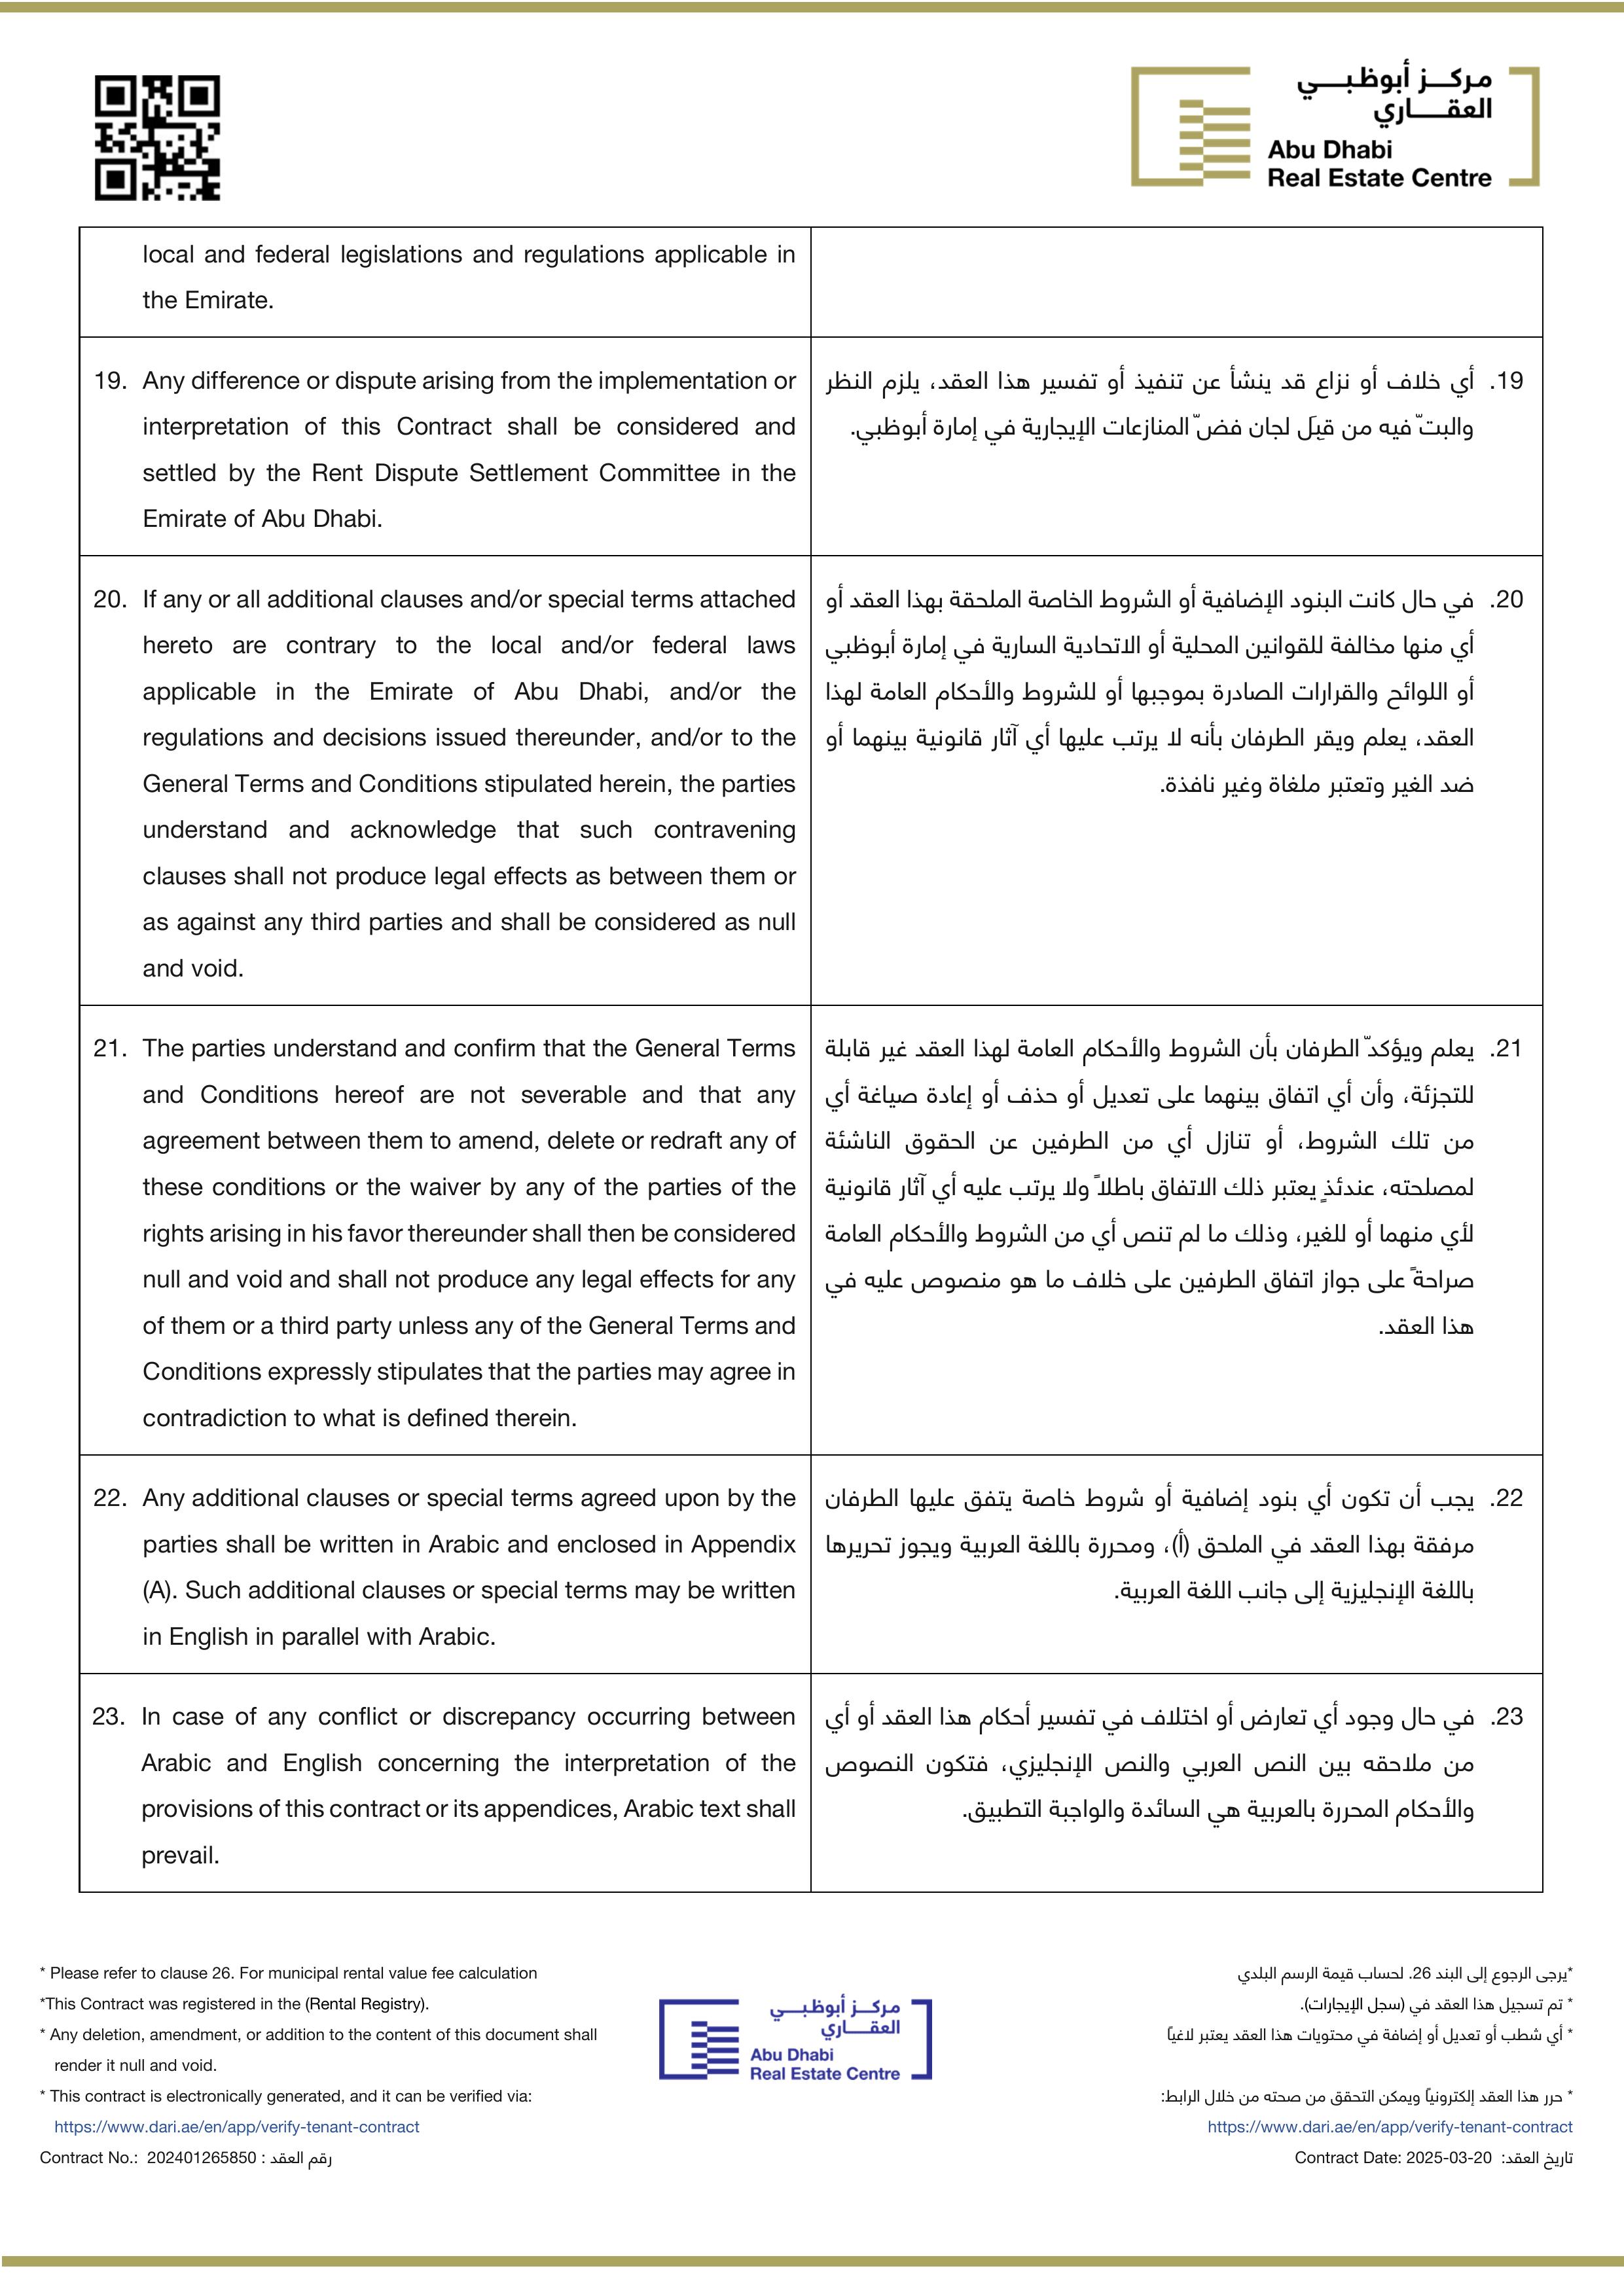 مركـــز أبوظبـــي
العقـــــاري
Abu Dhabi
Real Estate Centre
local and federal legislations and regulations applicable in
the Emirate.
19. Any difference or dispute arising from the implementation or
interpretation of this Contract shall be considered and
settled by the Rent Dispute Settlement Committee in the
Emirate of Abu Dhabi.
19. أي خلاف أو نزاع قد ينشأ عن تنفيذ أو تفسير هذا العقد، يلزم النظر
والبتّ فيه من قِبَل لجان فضّ المنازعات الإيجارية في إمارة أبوظبي.
20. If any or all additional clauses and/or special terms attached
hereto are contrary to the local and/or federal laws
applicable in the Emirate of Abu Dhabi, and/or the
regulations and decisions issued thereunder, and/or to the
General Terms and Conditions stipulated herein, the parties
understand and acknowledge that such contravening
clauses shall not produce legal effects as between them or
as against any third parties and shall be considered as null
and void.
20. في حال كانت البنود الإضافية أو الشروط الخاصة الملحقة بهذا العقد أو
أي منها مخالفة للقوانين المحلية أو الاتحادية السارية في إمارة أبوظبي
أو اللوائح والقرارات الصادرة بموجبها أو للشروط والأحكام العامة لهذا
العقد، يعلم ويقر الطرفان بأنه لا يرتب عليها أي آثار قانونية بينهما أو
ضد الغير وتعتبر ملغاة وغير نافذة.
21. The parties understand and confirm that the General Terms
and Conditions hereof are not severable and that any
agreement between them to amend, delete or redraft any of
these conditions or the waiver by any of the parties of the
rights arising in his favor thereunder shall then be considered
null and void and shall not produce any legal effects for any
of them or a third party unless any of the General Terms and
Conditions expressly stipulates that the parties may agree in
contradiction to what is defined therein.
21. يعلم ويؤكدّ الطرفان بأن الشروط والأحكام العامة لهذا العقد غير قابلة
للتجزئة، وأن أي اتفاق بينهما على تعديل أو حذف أو إعادة صياغة أي
من تلك الشروط، أو تنازل أي من الطرفين عن الحقوق الناشئة
لمصلحته، عندئذٍ يعتبر ذلك الاتفاق باطلاً ولا يرتب عليه أي آثار قانونية
لأي منهما أو للغير، وذلك ما لم تنص أي من الشروط والأحكام العامة
صراحةً على جواز اتفاق الطرفين على خلاف ما هو منصوص عليه في
هذا العقد.
22. Any additional clauses or special terms agreed upon by the
parties shall be written in Arabic and enclosed in Appendix
(A). Such additional clauses or special terms may be written
in English in parallel with Arabic.
22. يجب أن تكون أي بنود إضافية أو شروط خاصة يتفق عليها الطرفان
مرفقة بهذا العقد في الملحق (أ)، ومحررة باللغة العربية ويجوز تحريرها
باللغة الإنجليزية إلى جانب اللغة العربية.
23. In case of any conflict or discrepancy occurring between
Arabic and English concerning the interpretation of the
provisions of this contract or its appendices, Arabic text shall
prevail.
23. في حال وجود أي تعارض أو اختلاف في تفسير أحكام هذا العقد أو أي
من ملاحقه بين النص العربي والنص الإنجليزي، فتكون النصوص
والأحكام المحررة بالعربية هي السائدة والواجبة التطبيق.
* Please refer to clause 26. For municipal rental value fee calculation
*This Contract was registered in the (Rental Registry).
* Any deletion, amendment, or addition to the content of this document shall
render it null and void.
* This contract is electronically generated, and it can be verified via:
https://www.dari.ae/en/app/verify-tenant-contract
Contract No.: 202401265850 : رقم العقد
مركـــز أبوظبـــي
العقـــــاري
Abu Dhabi
Real Estate Centre
*يرجى الرجوع إلى البند 26. لحساب قيمة الرسم البلدي
* تم تسجيل هذا العقد في (سجل الإيجارات).
* أي شطب أو تعديل أو إضافة في محتويات هذا العقد يعتبر لاغياً
* حرر هذا العقد إلكترونياً ويمكن التحقق من صحته من خلال الرابط:
https://www.dari.ae/en/app/verify-tenant-contract
Contract Date: 2025-03-20 تاريخ العقد: